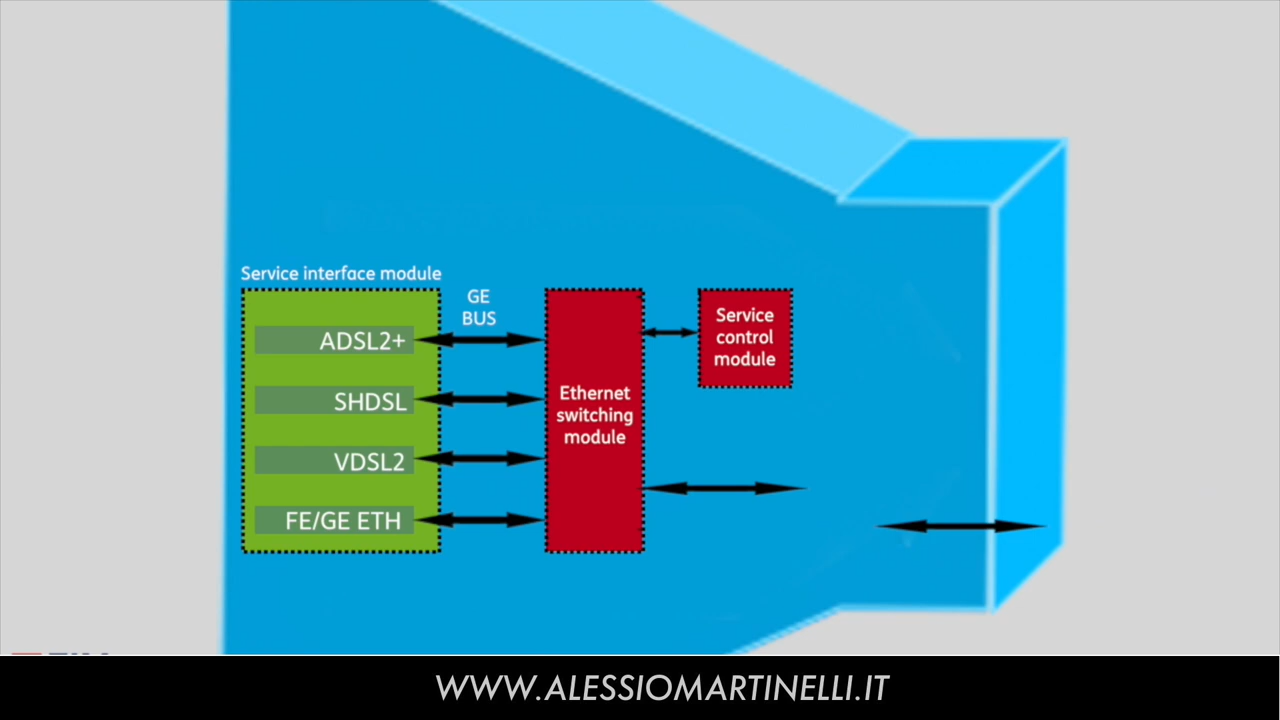 Service interface module
GE
BUS
ADSL2+
SHDSL
VDSL2
FE/GE ETH
Ethernet
switching
module
Service
control
module
WWW.ALESSIOMARTINELLI.IT